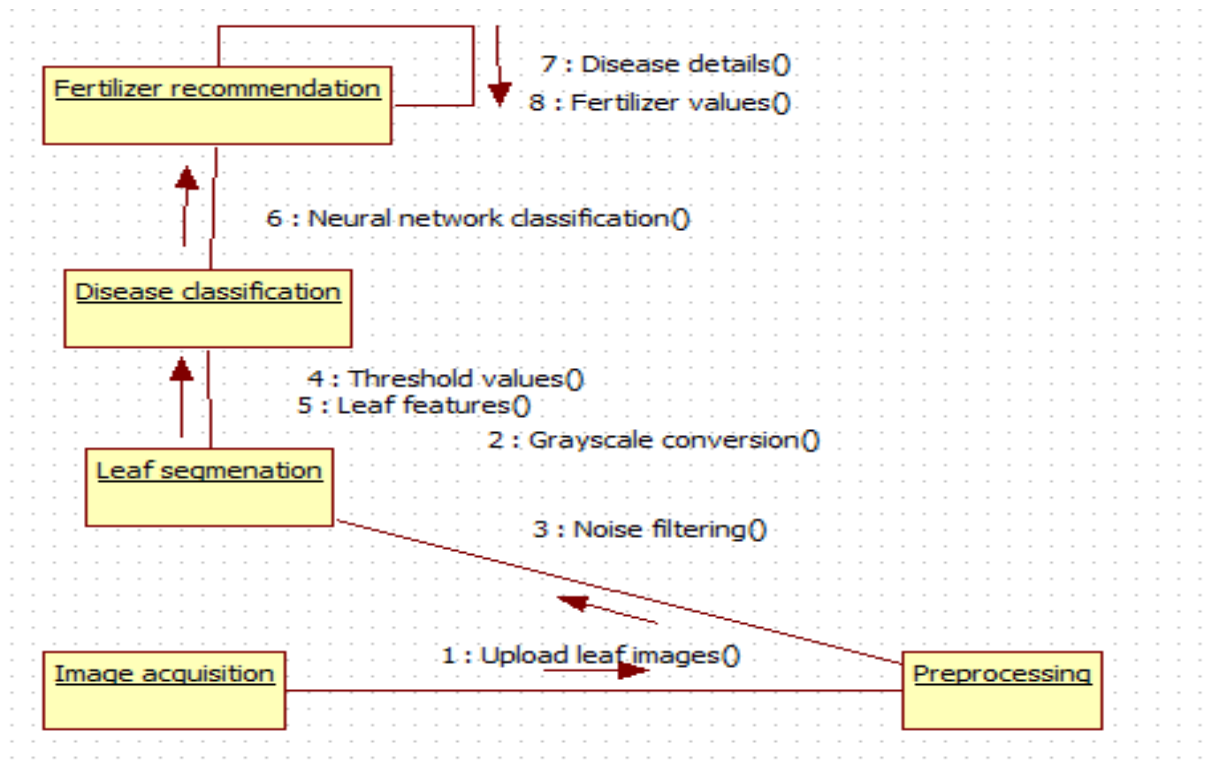 7 : Disease details()
Fertilizer recommendation
8 : Fertilizer values()
6 : Neural network classification()
Disease classification
4 : Threshold values()
5 : Leaf features()
2 : Grayscale conversion()
Leaf segmenation
3 : Noise filtering()
1 : Upload leaf images()
Image acquisition
Preprocessing